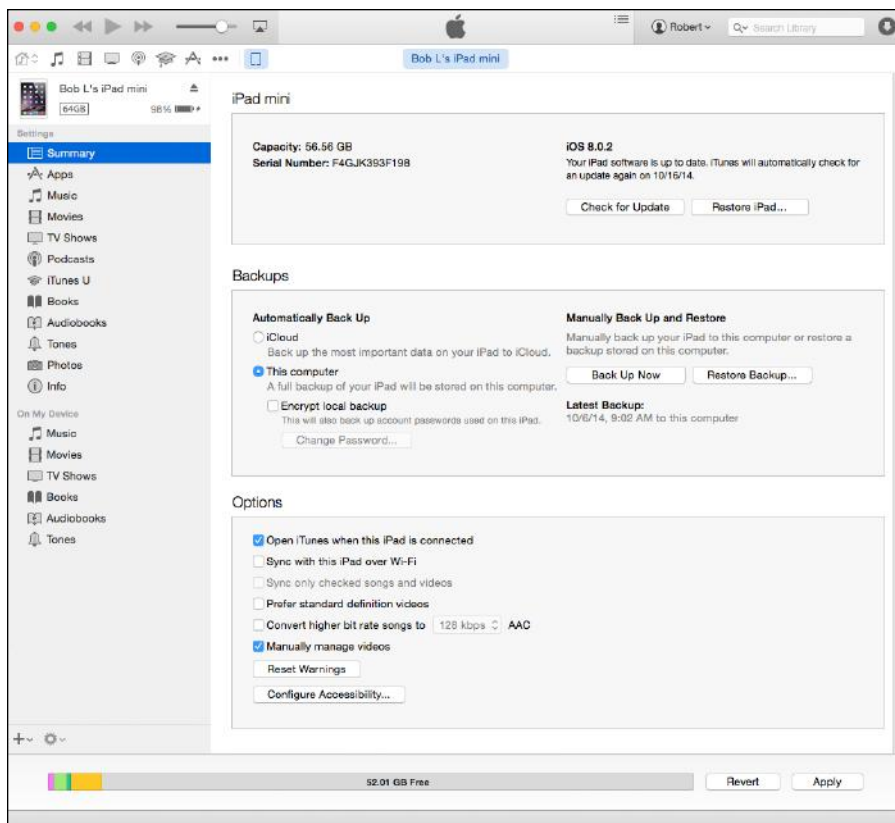 Robert
Search Library
Bob L's iPad mini
Bob L's iPad mini
64GB
98%
Settings
Summary
Apps
Music
Movies
TV Shows
Podcasts
iTunes U
Books
Audiobooks
Tones
Photos
Info
On My Device
Music
Movies
TV Shows
Books
Audiobooks
Tones
iPad mini
Capacity: 56.56 GB
Serial Number: F4GJK393F198
iOS 8.0.2
Your iPad software is up to date. iTunes will automatically check for
an update again on 10/16/14.
Check for Update
Restore iPad...
Backups
Automatically Back Up
iCloud
Back up the most important data on your iPad to iCloud.
This computer
A full backup of your iPad will be stored on this computer.
Encrypt local backup
This will also back up account passwords used on this iPad.
Change Password...
Manually Back Up and Restore
Manually back up your iPad to this computer or restore a
backup stored on this computer.
Back Up Now
Restore Backup...
Latest Backup:
10/6/14, 9:02 AM to this computer
Options
Open iTunes when this iPad is connected
Sync with this iPad over Wi-Fi
Sync only checked songs and videos
Prefer standard definition videos
Convert higher bit rate songs to 128 kbps AAC
Manually manage videos
Reset Warnings
Configure Accessibility...
52.01 GB Free
Revert
Apply